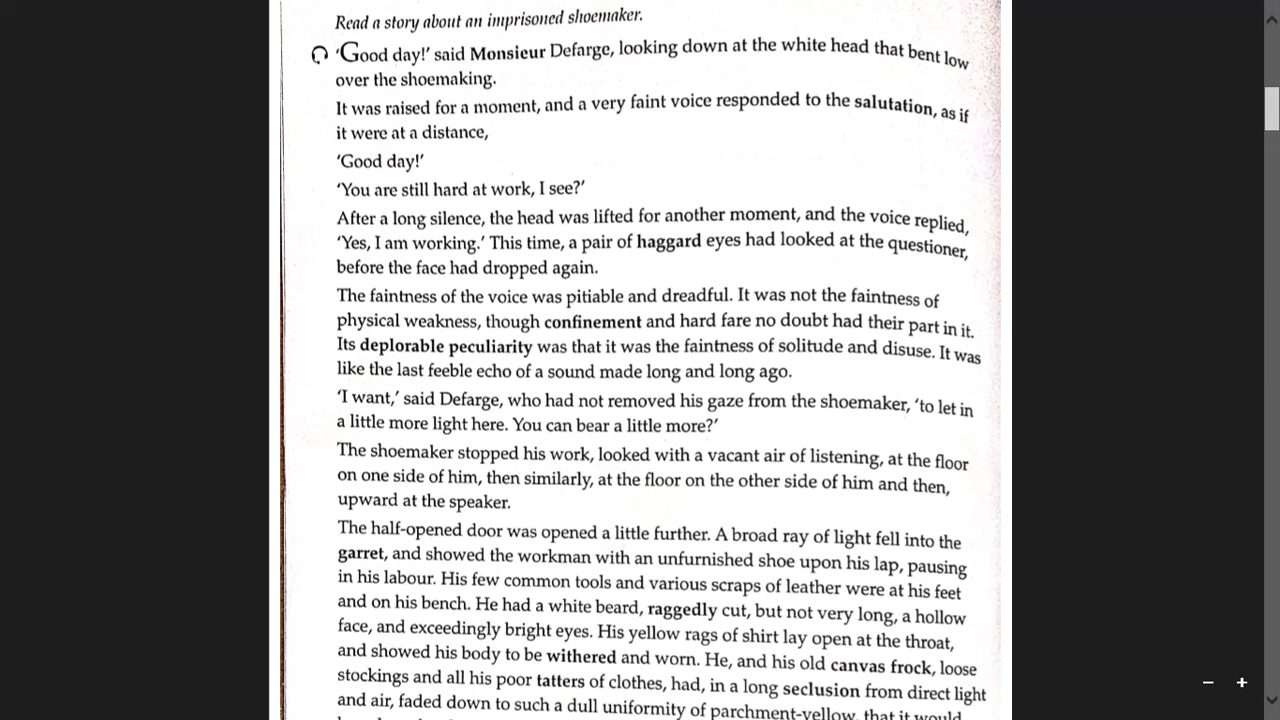 Read a story about an imprisoned shoemaker.
'Good day!' said Monsieur Defarge, looking down at the white head that bent low
over the shoemaking.
It was raised for a moment, and a very faint voice responded to the salutation, as if
it were at a distance,
'Good day!'
'You are still hard at work, I see?'
After a long silence, the head was lifted for another moment, and the voice replied,
'Yes, I am working.' This time, a pair of haggard eyes had looked at the questioner,
before the face had dropped again.
The faintness of the voice was pitiable and dreadful. It was not the faintness of
physical weakness, though confinement and hard fare no doubt had their part in it.
Its deplorable peculiarity was that it was the faintness of solitude and disuse. It was
like the last feeble echo of a sound made long and long ago.
'I want,' said Defarge, who had not removed his gaze from the shoemaker, 'to let in
a little more light here. You can bear a little more?'
The shoemaker stopped his work, looked with a vacant air of listening, at the floor
on one side of him, then similarly, at the floor on the other side of him and then,
upward at the speaker.
The half-opened door was opened a little further. A broad ray of light fell into the
garret, and showed the workman with an unfurnished shoe upon his lap, pausing
in his labour. His few common tools and various scraps of leather were at his feet
and on his bench. He had a white beard, raggedly cut, but not very long, a hollow
face, and exceedingly bright eyes. His yellow rags of shirt lay open at the throat,
and showed his body to be withered and worn. He, and his old canvas frock, loose
stockings and all his poor tatters of clothes, had, in a long seclusion from direct light
and air, faded down to such a dull uniformity of parchment-yellow, that it would